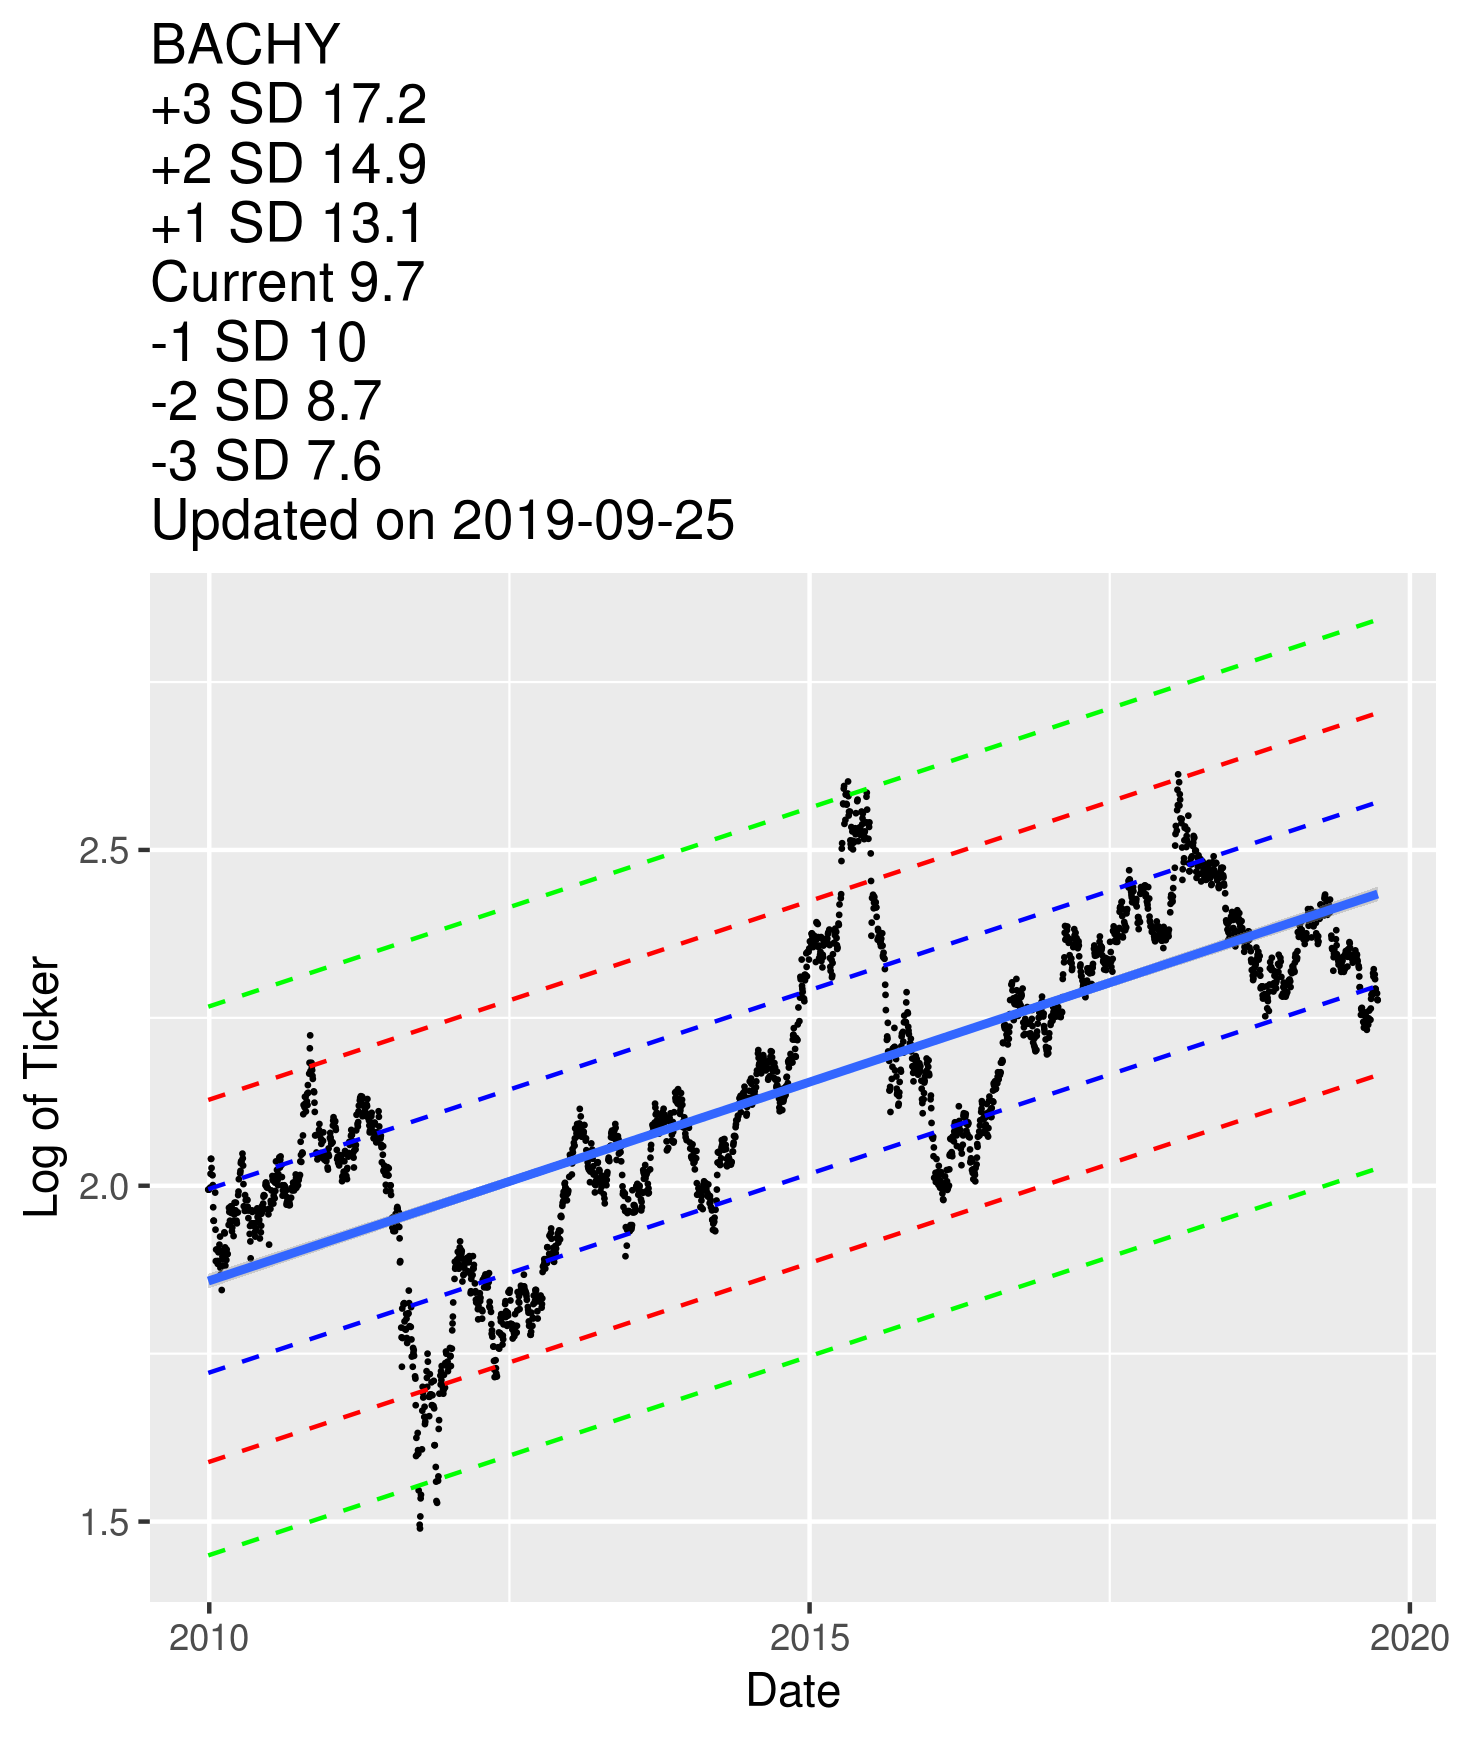 BACHY
+3 SD 17.2
+2 SD 14.9
+1 SD 13.1
Current 9.7
-1 SD 10
-2 SD 8.7
-3 SD 7.6
Updated on 2019-09-25
Log of Ticker
2.5
2.0
1.5
2010 2015 2020
Date